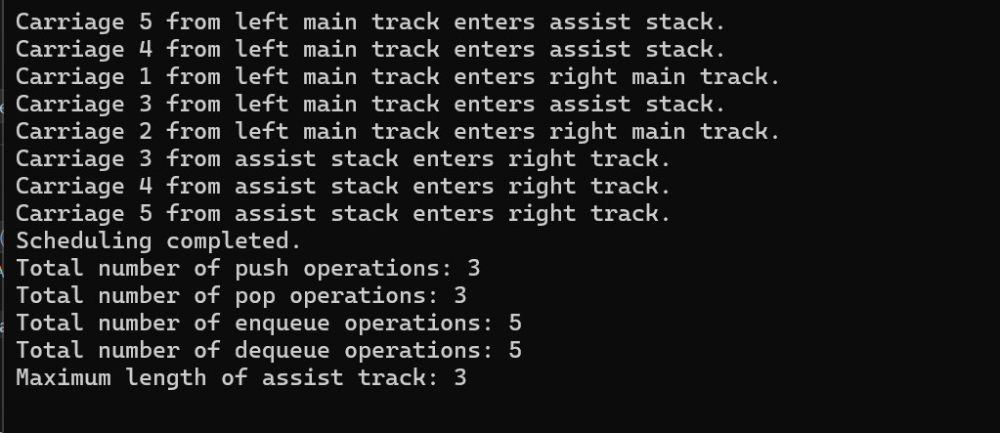 Carriage 5 from left main track enters assist stack.
Carriage 4 from left main track enters assist stack.
Carriage 1 from left main track enters right main track.
Carriage 3 from left main track enters assist stack.
Carriage 2 from left main track enters right main track.
Carriage 3 from assist stack enters right track.
Carriage 4 from assist stack enters right track.
Carriage 5 from assist stack enters right track.
Scheduling completed.
Total number of push operations: 3
Total number of pop operations: 3
Total number of enqueue operations: 5
Total number of dequeue operations: 5
Maximum length of assist track: 3